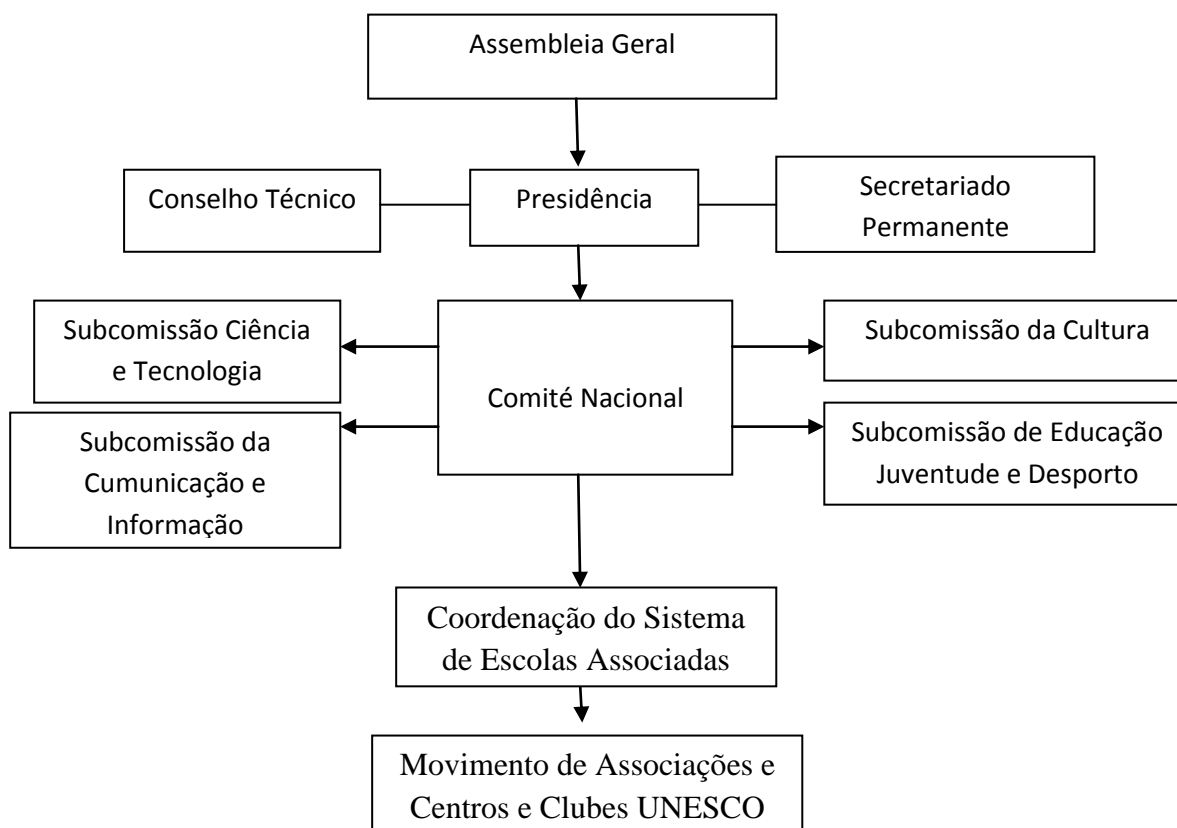 Assembleia Geral
Conselho Técnico
Presidência
Secretariado
Permanente
Subcomissão Ciência
e Tecnologia
Comité Nacional
Subcomissão da Cultura
Subcomissão da
Cumunicação e
Informação
Subcomissão de Educação
Juventude e Desporto
Coordenação do Sistema
de Escolas Associadas
Movimento de Associações e
Centros e Clubes UNESCO